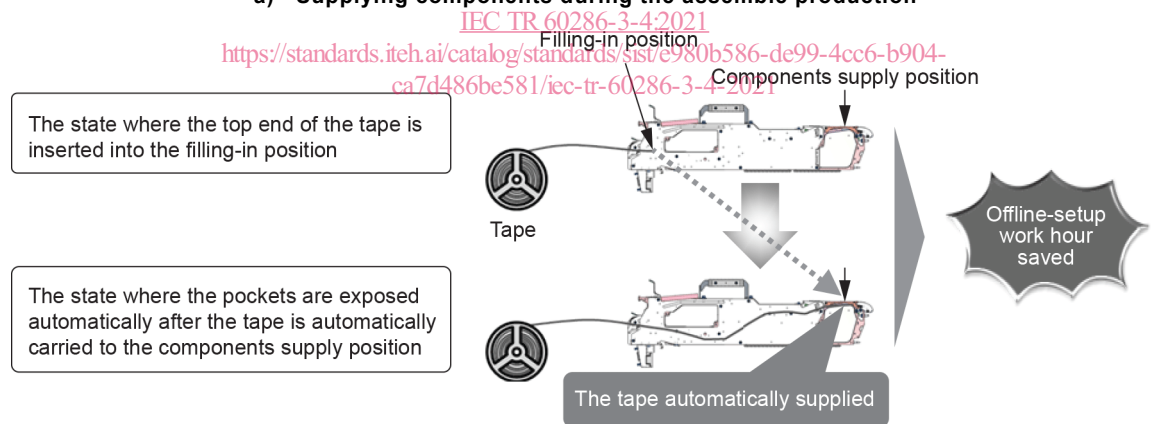 a) Supplying components during the assemble production
IEC TR 60286-3-4:2021
Filling-in position
https://standards.iteh.ai/catalog/standards/sist/e980b586-de99-4cc6-b904-
Components supply position
ca7d486be581/iec-tr-60286-3-4-2021
The state where the top end of the tape is
inserted into the filling-in position
Tape
Offline-setup
work hour
saved
The state where the pockets are exposed
automatically after the tape is automatically
carried to the components supply position
The tape automatically supplied